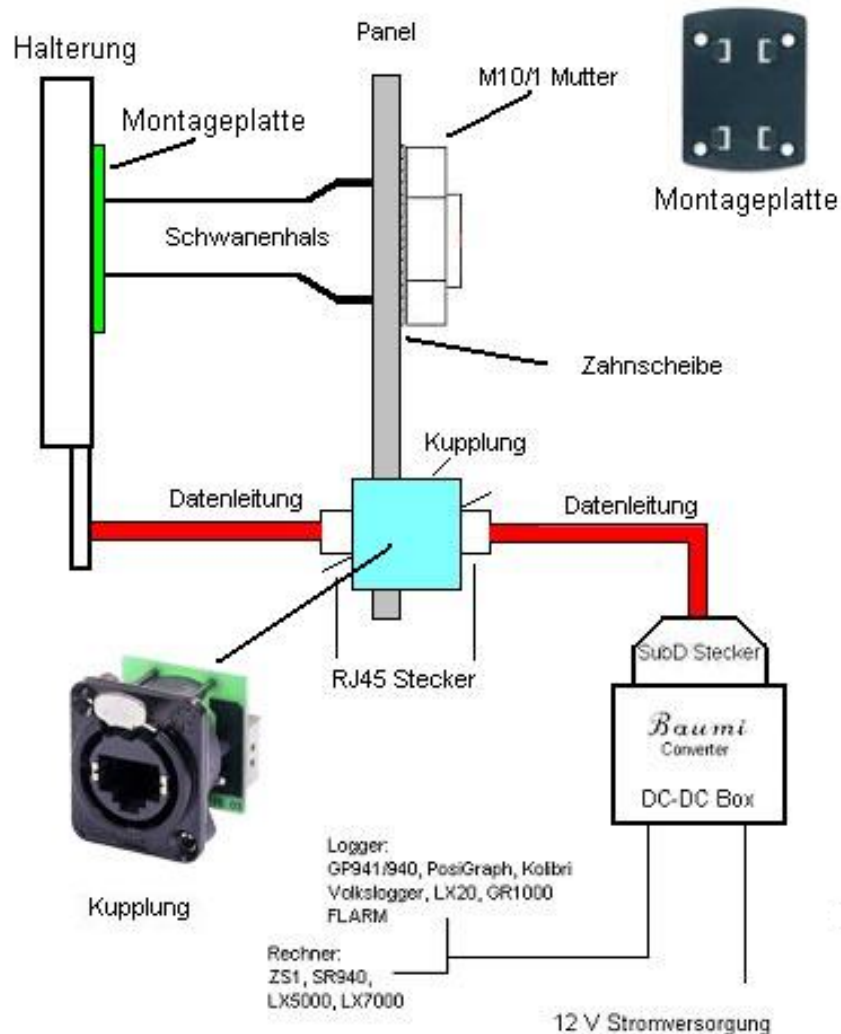 Halterung
Panel
M10/1 Mutter
Montageplatte
Montageplatte
Schwanenhals
Zahnscheibe
Kupplung
Datenleitung
Datenleitung
RJ45 Stecker
SubD Stecker
Baumi
Converter
DC-DC Box
Kupplung
Logger:
GP941/940, PosiGraph, Kolibri
Volkslogger, LX20, GR1000
FLARM
Rechner:
ZS1, SR940,
LX5000, LX7000
12 V Stromversorgung